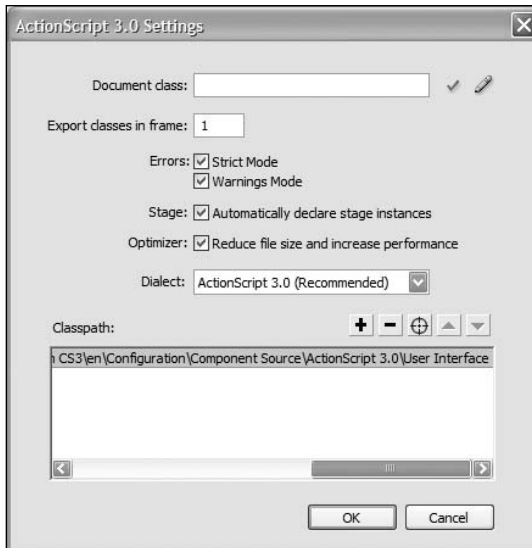 ActionScript 3.0 Settings
Document class:
Export classes in frame: 1
Errors: Strict Mode
Warnings Mode
Stage: Automatically declare stage instances
Optimizer: Reduce file size and increase performance
Dialect: ActionScript 3.0 (Recommended)
Classpath:
CS3\en\Configuration\Component Source\ActionScript 3.0\User Interface
OK Cancel